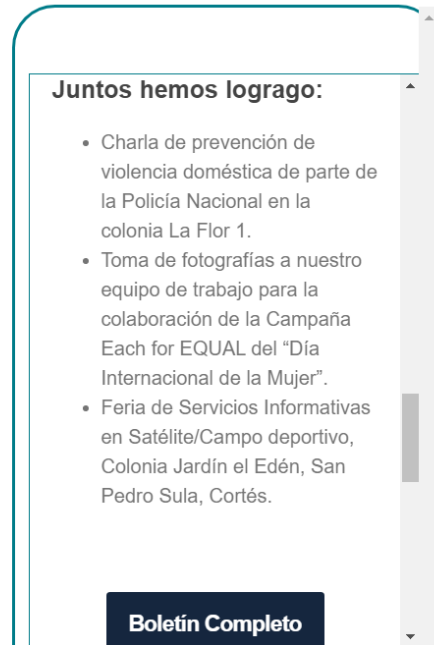 Juntos hemos logrago:
• Charla de prevención de
violencia doméstica de parte de
la Policía Nacional en la
colonia La Flor 1.
• Toma de fotografías a nuestro
equipo de trabajo para la
colaboración de la Campaña
Each for EQUAL del “Día
Internacional de la Mujer”.
• Feria de Servicios Informativas
en Satélite/Campo deportivo,
Colonia Jardín el Edén, San
Pedro Sula, Cortés.
Boletín Completo